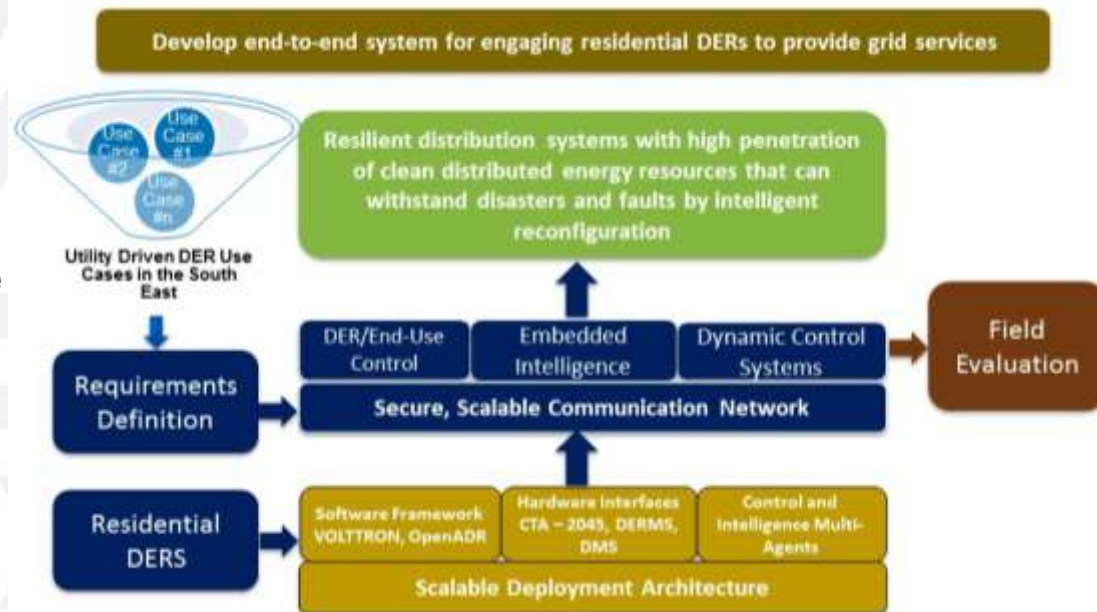 Develop end-to-end system for engaging residential DERs to provide grid services
Use
Case
#1
Use
Case
#2
Use
Case
#n
Utility Driven DER Use
Cases in the South
East
Resilient distribution systems with high penetration
of clean distributed energy resources that can
withstand disasters and faults by intelligent
reconfiguration
DER/End-Use
Control
Embedded
Intelligence
Dynamic Control
Systems
Field
Evaluation
Requirements
Definition
Secure, Scalable Communication Network
Residential
DERS
Software Framework
VOLTTRON, OpenADR
Hardware Interfaces
CTA – 2045, DERMS,
DMS
Control and
Intelligence Multi-
Agents
Scalable Deployment Architecture